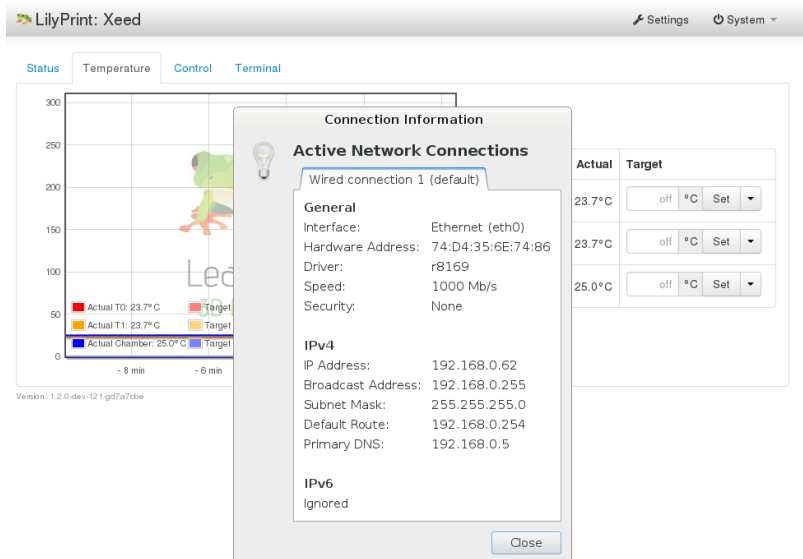 LilyPrint: Xeed
Settings
System
Status
Temperature
Control
Terminal
300
250
200
150
100
50
0
- 8 min
- 6 min
Actual T0: 23.7°C
Target
Actual T1: 23.7°C
Target
Actual Chamber: 25.0°C
Target
Version: 1.2.0-dev-121-gd7a7cbe
Connection Information
Active Network Connections
Wired connection 1 (default)
General
Interface: Ethernet (eth0)
Hardware Address: 74:D4:35:6E:74:86
Driver: r8169
Speed: 1000 Mb/s
Security: None
IPv4
IP Address: 192.168.0.62
Broadcast Address: 192.168.0.255
Subnet Mask: 255.255.255.0
Default Route: 192.168.0.254
Primary DNS: 192.168.0.5
IPv6
Ignored
Close
Actual Target
23.7°C off °C Set
23.7°C off °C Set
25.0°C off °C Set